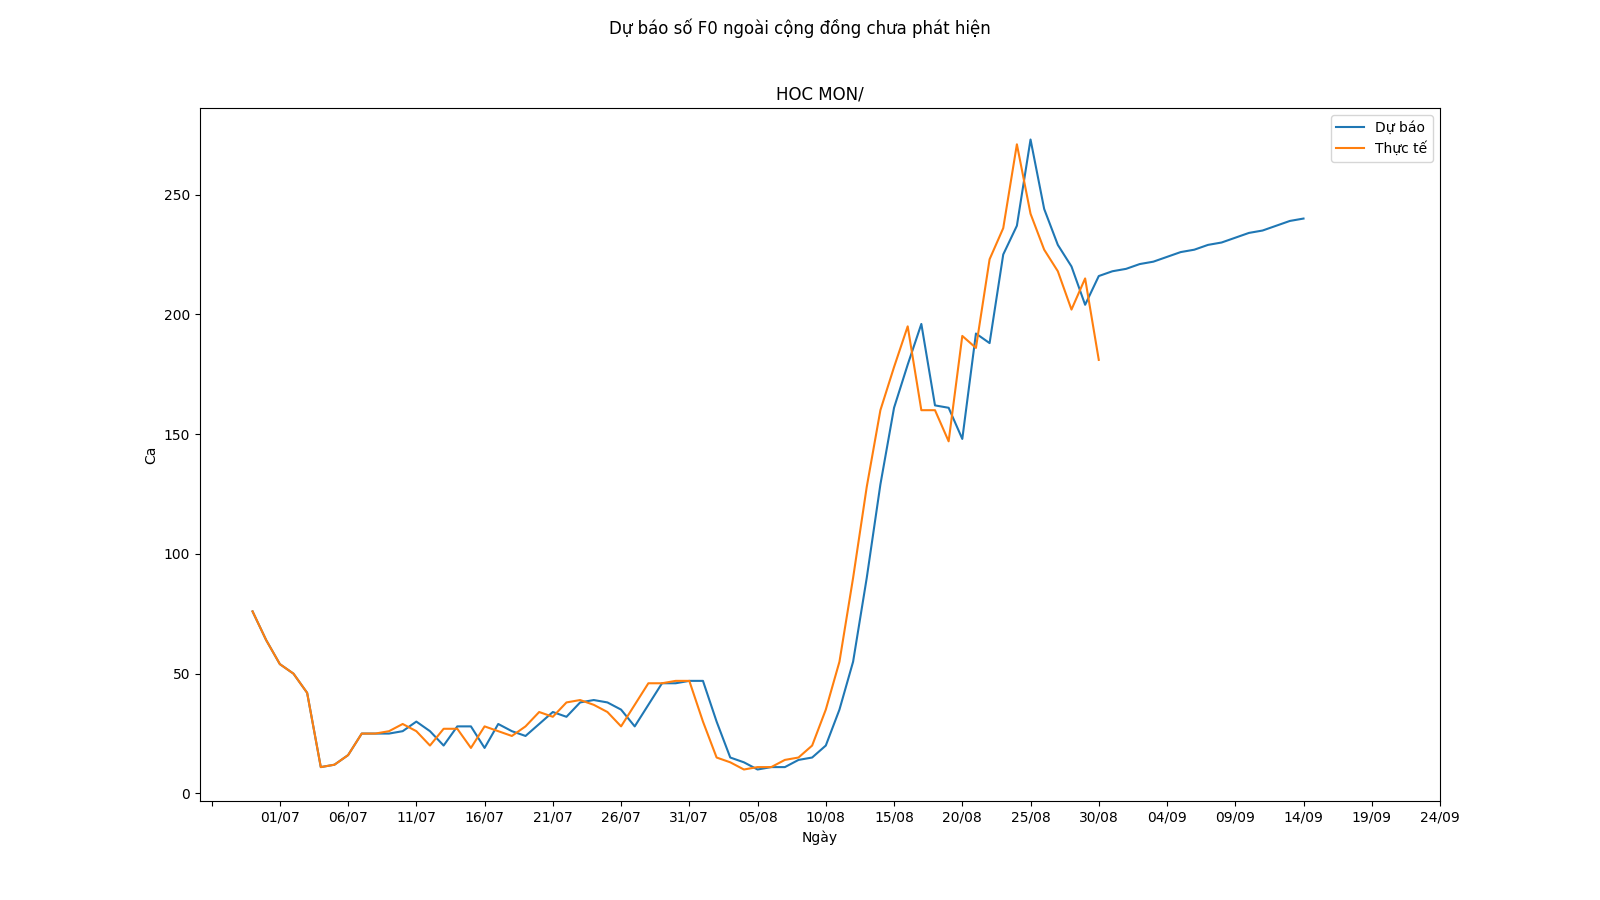 Dự báo số F0 ngoài cộng đồng chưa phát hiện
HOC MON/
Dự báo
Thực tế
250
200
150
100
50
0
Ca
01/07 06/07 11/07 16/07 21/07 26/07 31/07 05/08 10/08 15/08 20/08 25/08 30/08 04/09 09/09 14/09 19/09 24/09
Ngày